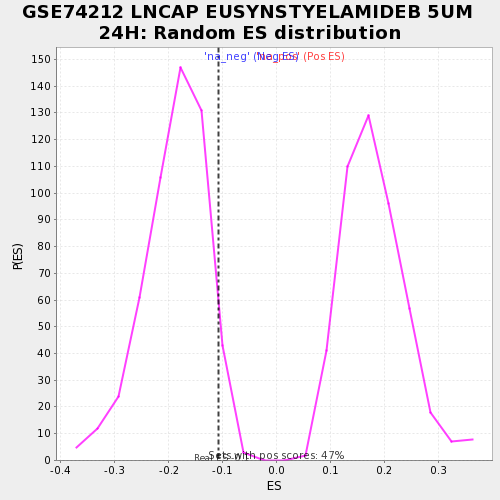 GSE74212 LNCAP EUSYNSTYELAMIDEB 5UM
24H: Random ES distribution
'na_neg' (Neg ES)
(Pos ES)
P(ES)
150
140
130
120
110
100
90
80
70
60
50
40
30
20
10
0
Sets with pos scores: 47%
-0.4 -0.3 -0.2 -0.1 0.0 0.1 0.2 0.3
ES